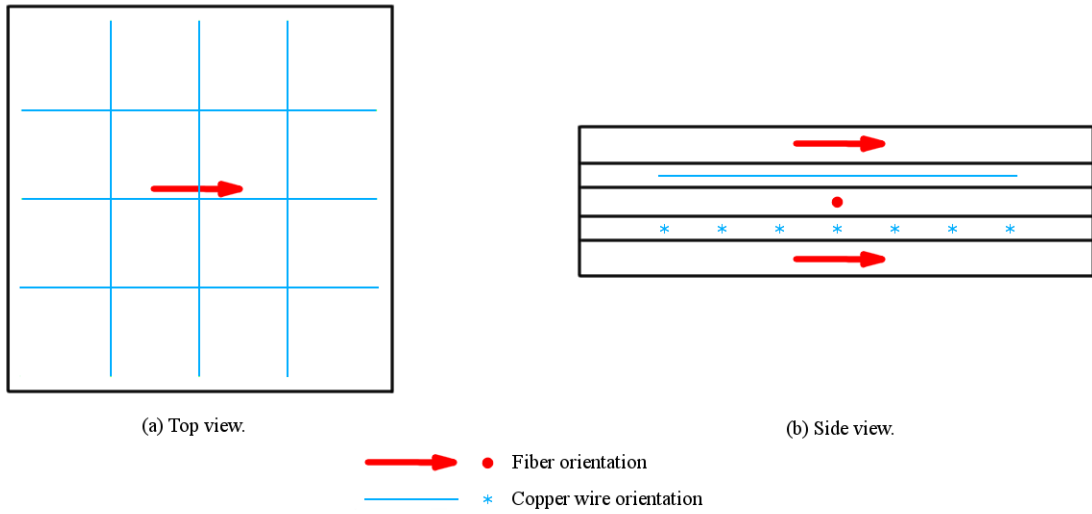 (a) Top view.
(b) Side view.
Fiber orientation
Copper wire orientation